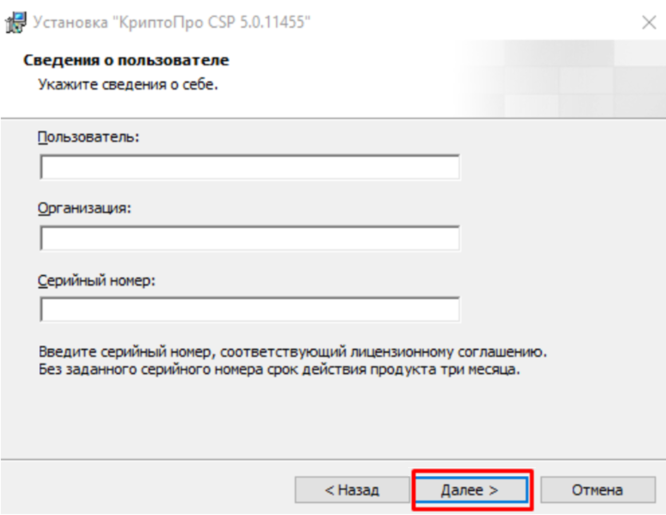 Установка "КриптоПро CSP 5.0.11455"
Сведения о пользователе
Укажите сведения о себе.
Пользователь:
Организация:
Серийный номер:
Введите серийный номер, соответствующий лицензионному соглашению.
Без заданного серийного номера срок действия продукта три месяца.
< Назад
Далее >
Отмена